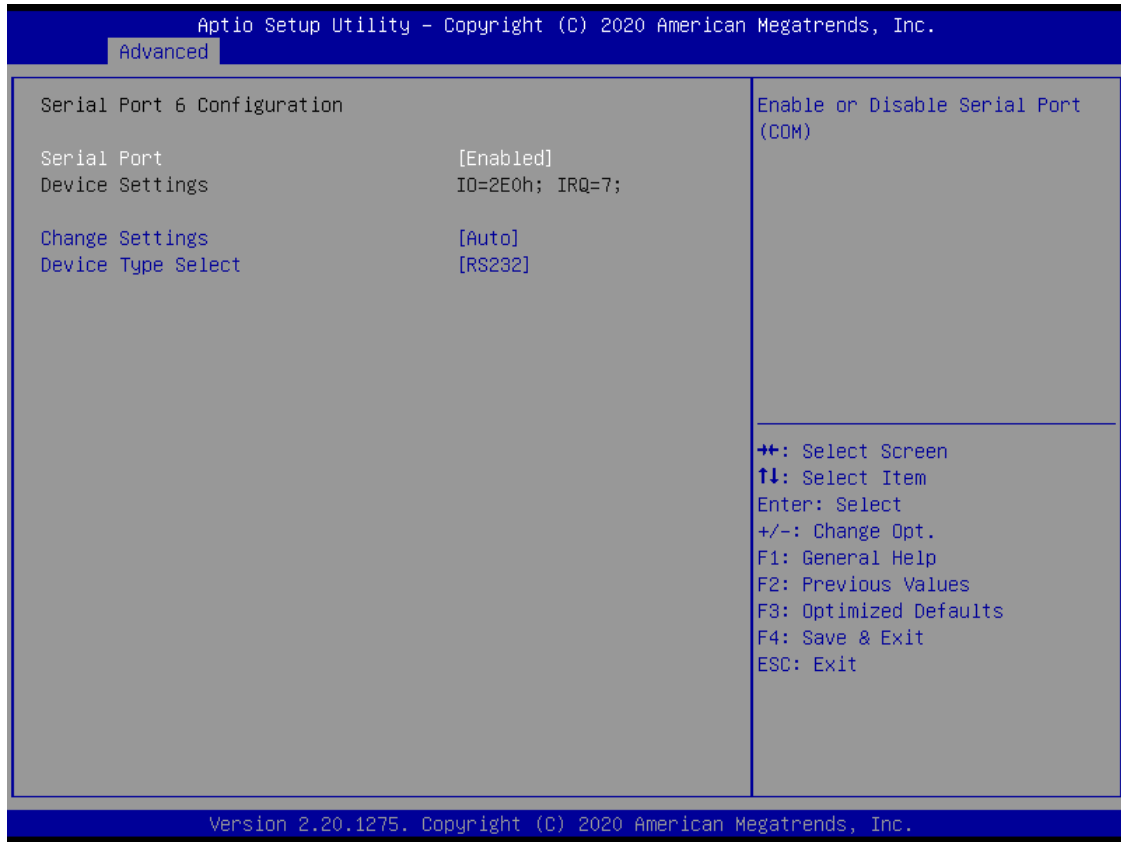 Aptio Setup Utility – Copyright (C) 2020 American Megatrends, Inc.
Advanced
Serial Port 6 Configuration
Serial Port [Enabled]
Device Settings IO=2E0h; IRQ=7;
Change Settings [Auto]
Device Type Select [RS232]
Enable or Disable Serial Port
(COM)
→←: Select Screen
↑↓: Select Item
Enter: Select
+/-: Change Opt.
F1: General Help
F2: Previous Values
F3: Optimized Defaults
F4: Save & Exit
ESC: Exit
Version 2.20.1275. Copyright (C) 2020 American Megatrends, Inc.